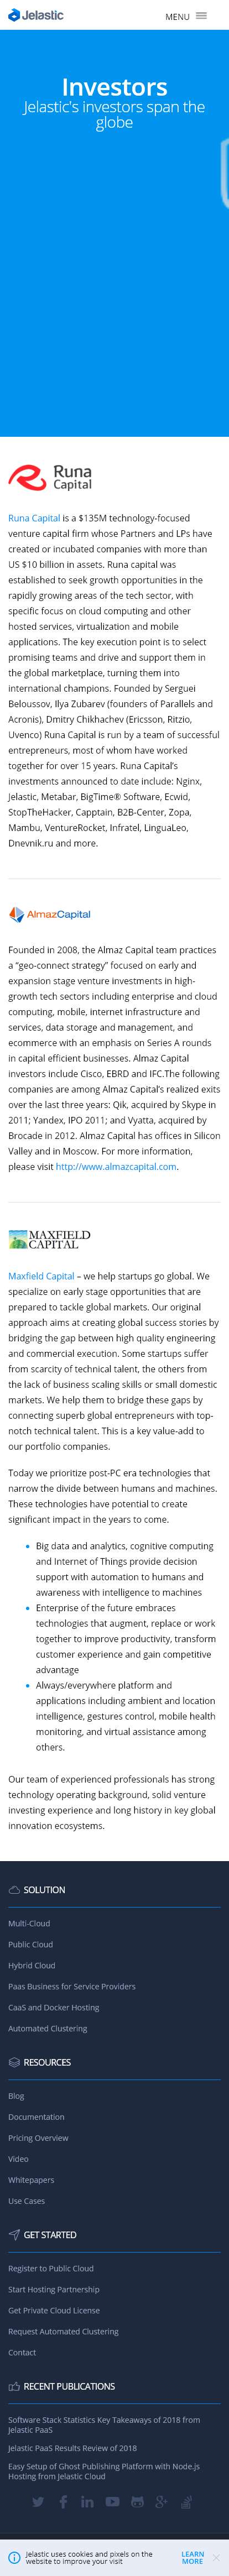 Jelastic
MENU
Investors
Jelastic's investors span the
globe
Runa
Capital
Runa Capital is a $135M technology-focused
venture capital firm whose Partners and LPs have
created or incubated companies with more than
US $10 billion in assets. Runa capital was
established to seek growth opportunities in the
rapidly growing areas of the tech sector, with
specific focus on cloud computing and other
hosted services, virtualization and mobile
applications. The key execution point is to select
promising teams and drive and support them in
the global marketplace, turning them into
international champions. Founded by Serguei
Beloussov, Ilya Zubarev (founders of Parallels and
Acronis), Dmitry Chikhachev (Ericsson, Ritzio,
Uvenco) Runa Capital is run by a team of successful
entrepreneurs, most of whom have worked
together for over 15 years. Runa Capital's
investments announced to date include: Nginx,
Jelastic, Metabar, BigTime® Software, Ecwid,
StopTheHacker, Capptain, B2B-Center, Zopa,
Mambu, VentureRocket, Infratel, LinguaLeo,
Dnevnik.ru and more.
AlmazCapital
Founded in 2008, the Almaz Capital team practices
a “geo-connect strategy” focused on early and
expansion stage venture investments in high-
growth tech sectors including enterprise and cloud
computing, mobile, internet infrastructure and
services, data storage and management, and
ecommerce with an emphasis on Series A rounds
in capital efficient businesses. Almaz Capital
investors include Cisco, EBRD and IFC.The following
companies are among Almaz Capital's realized exits
over the last three years: Qik, acquired by Skype in
2011; Yandex, IPO 2011; and Vyatta, acquired by
Brocade in 2012. Almaz Capital has offices in Silicon
Valley and in Moscow. For more information,
please visit http://www.almazcapital.com.
MAXFIELD
CAPITAL
Maxfield Capital – we help startups go global. We
specialize on early stage opportunities that are
prepared to tackle global markets. Our original
approach aims at creating global success stories by
bridging the gap between high quality engineering
and commercial execution. Some startups suffer
from scarcity of technical talent, the others from
the lack of business scaling skills or small domestic
markets. We help them to bridge these gaps by
connecting superb global entrepreneurs with top-
notch technical talent. This is a key value-add to
our portfolio companies.
Today we prioritize post-PC era technologies that
narrow the divide between humans and machines.
These technologies have potential to create
significant impact in the years to come.
Big data and analytics, cognitive computing
and Internet of Things provide decision
support with automation to humans and
awareness with intelligence to machines
Enterprise of the future embraces
technologies that augment, replace or work
together to improve productivity, transform
customer experience and gain competitive
advantage
Always/everywhere platform and
applications including ambient and location
intelligence, gestures control, mobile health
monitoring, and virtual assistance among
others.
Our team of experienced professionals has strong
technology operating background, solid venture
investing experience and long history in key global
innovation ecosystems.
SOLUTION
Multi-Cloud
Public Cloud
Hybrid Cloud
Paas Business for Service Providers
CaaS and Docker Hosting
Automated Clustering
RESOURCES
Blog
Documentation
Pricing Overview
Video
Whitepapers
Use Cases
GET STARTED
Register to Public Cloud
Start Hosting Partnership
Get Private Cloud License
Request Automated Clustering
Contact
RECENT PUBLICATIONS
Software Stack Statistics Key Takeaways of 2018 from
Jelastic PaaS
Jelastic PaaS Results Review of 2018
Easy Setup of Ghost Publishing Platform with Node.js
Hosting from Jelastic Cloud
Jelastic uses cookies and pixels on the
website to improve your visit
LEARN
MORE